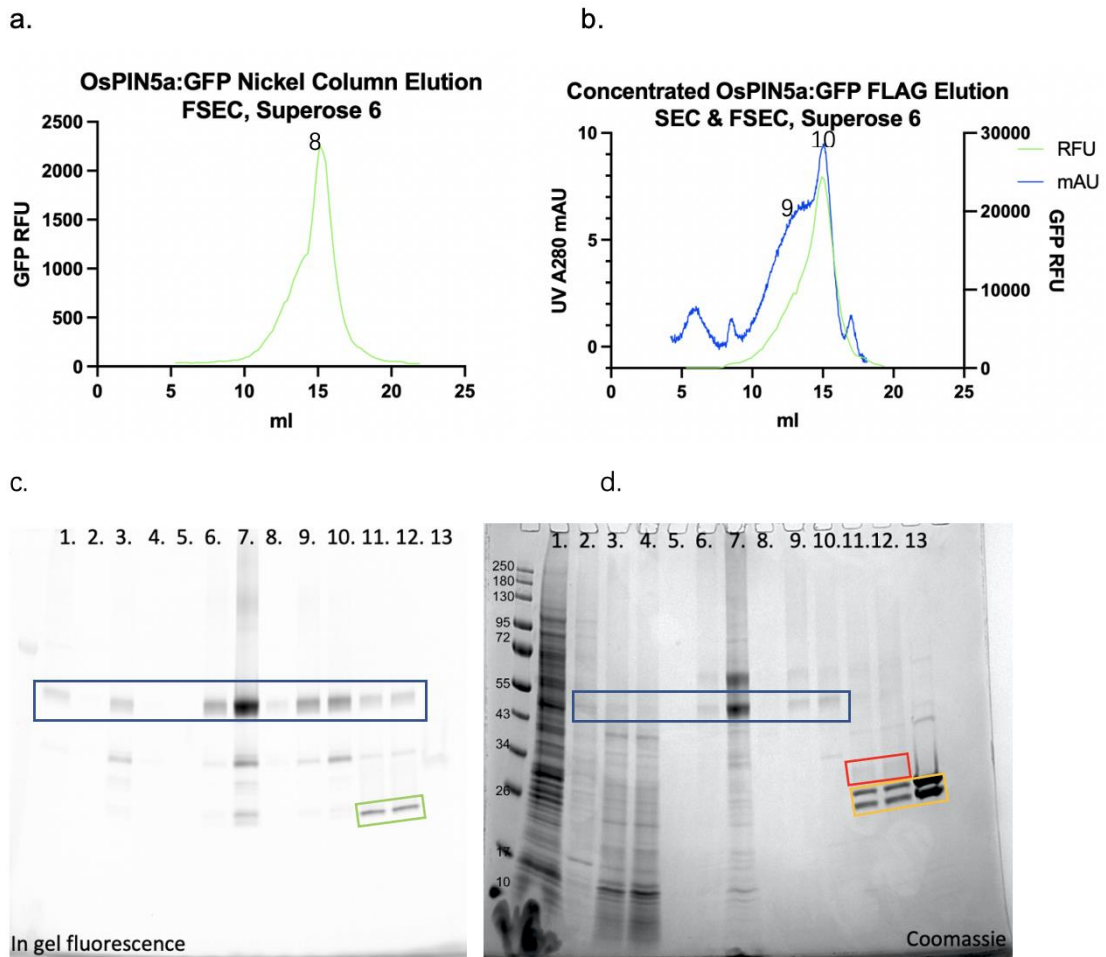 a.
OsPIN5a:GFP Nickel Column Elution
FSEC, Superose 6
2500
2000
1500
1000
500
0
GFP RFU
8
0 5 10 15 20 25
ml
b.
Concentrated OsPIN5a:GFP FLAG Elution
SEC & FSEC, Superose 6
10
5
0
UV A280 mAU
9
10
30000
20000
10000
0
GFP RFU
RFU
mAU
0 5 10 15 20 25
ml
c.
1. 2. 3. 4. 5. 6. 7. 8. 9. 10. 11. 12. 13
In gel fluorescence
d.
1. 2. 3. 4. 5. 6. 7. 8. 9. 10. 11. 12. 13
250
180
130
95
72
55
43
34
26
17
10
Coomassie